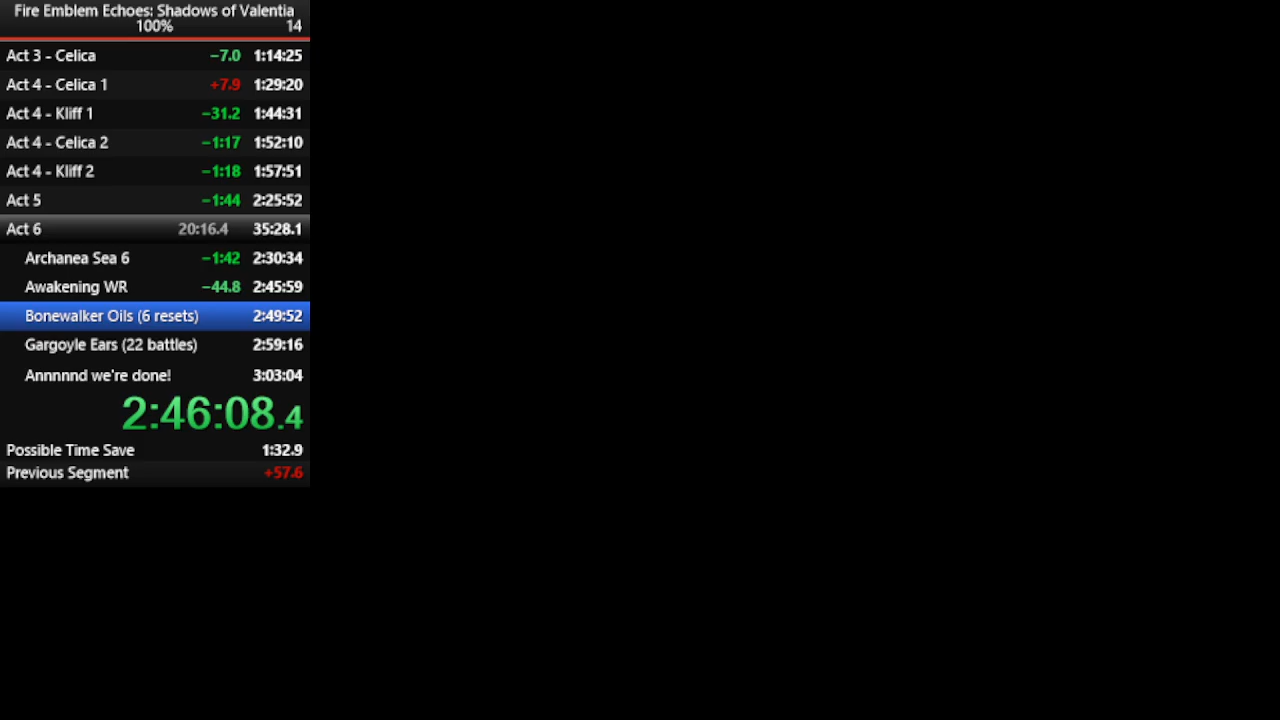 Fire Emblem Echoes: Shadows of Valentia
100% 14
Act 3 - Celica −7.0 1:14:25
Act 4 - Celica 1 +7.9 1:29:20
Act 4 - Kliff 1 −31.2 1:44:31
Act 4 - Celica 2 −1:17 1:52:10
Act 4 - Kliff 2 −1:18 1:57:51
Act 5 −1:44 2:25:52
Act 6 20:16.4 35:28.1
Archanea Sea 6 −1:42 2:30:34
Awakening WR −44.8 2:45:59
Bonewalker Oils (6 resets) 2:49:52
Gargoyle Ears (22 battles) 2:59:16
Annnnnd we're done! 3:03:04
2:46:08.4
Possible Time Save 1:32.9
Previous Segment +57.6